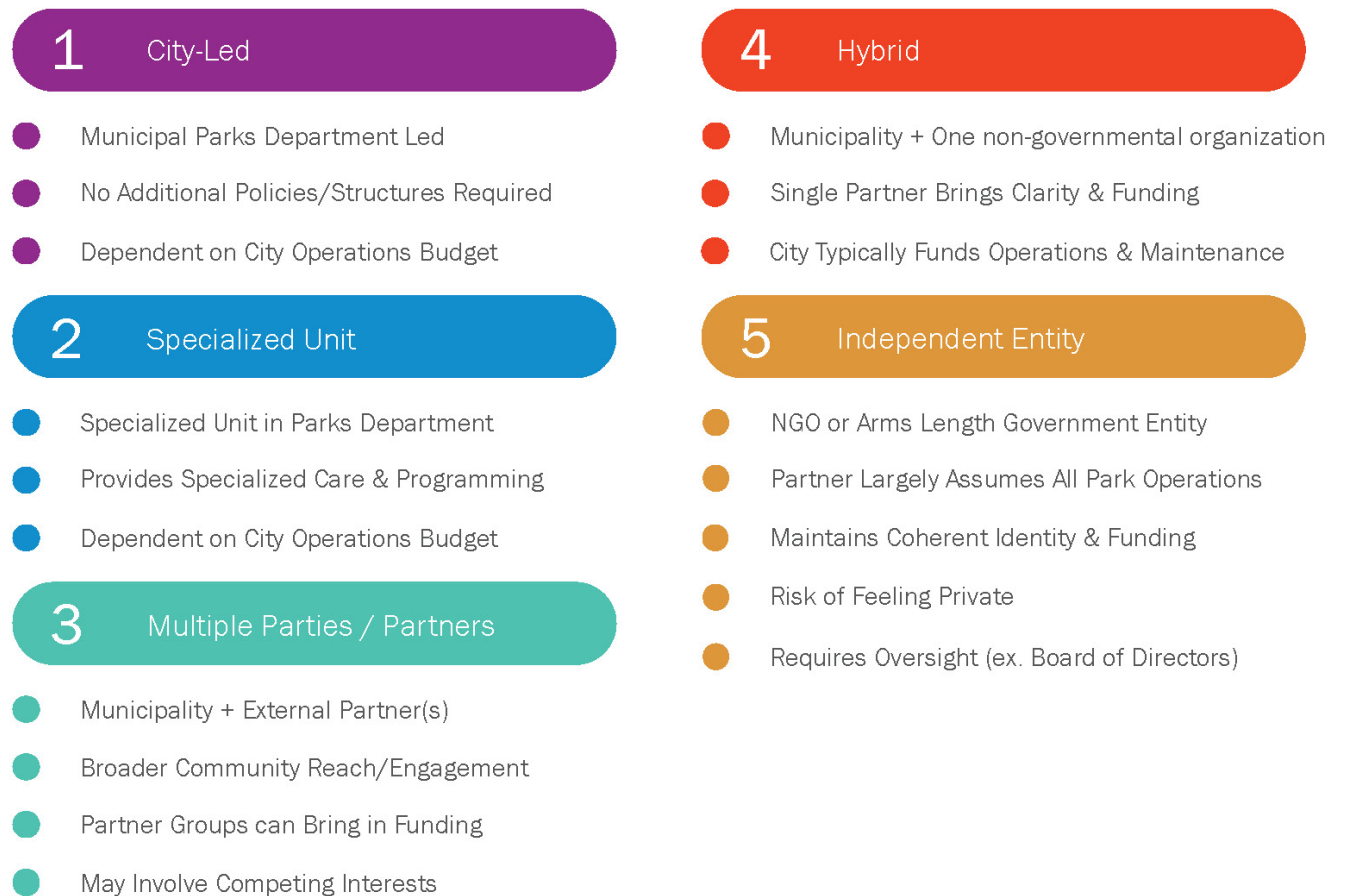 1 City-Led
Municipal Parks Department Led
No Additional Policies/Structures Required
Dependent on City Operations Budget
2 Specialized Unit
Specialized Unit in Parks Department
Provides Specialized Care & Programming
Dependent on City Operations Budget
3 Multiple Parties / Partners
Municipality + External Partner(s)
Broader Community Reach/Engagement
Partner Groups can Bring in Funding
May Involve Competing Interests
4 Hybrid
Municipality + One non-governmental organization
Single Partner Brings Clarity & Funding
City Typically Funds Operations & Maintenance
5 Independent Entity
NGO or Arms Length Government Entity
Partner Largely Assumes All Park Operations
Maintains Coherent Identity & Funding
Risk of Feeling Private
Requires Oversight (ex. Board of Directors)